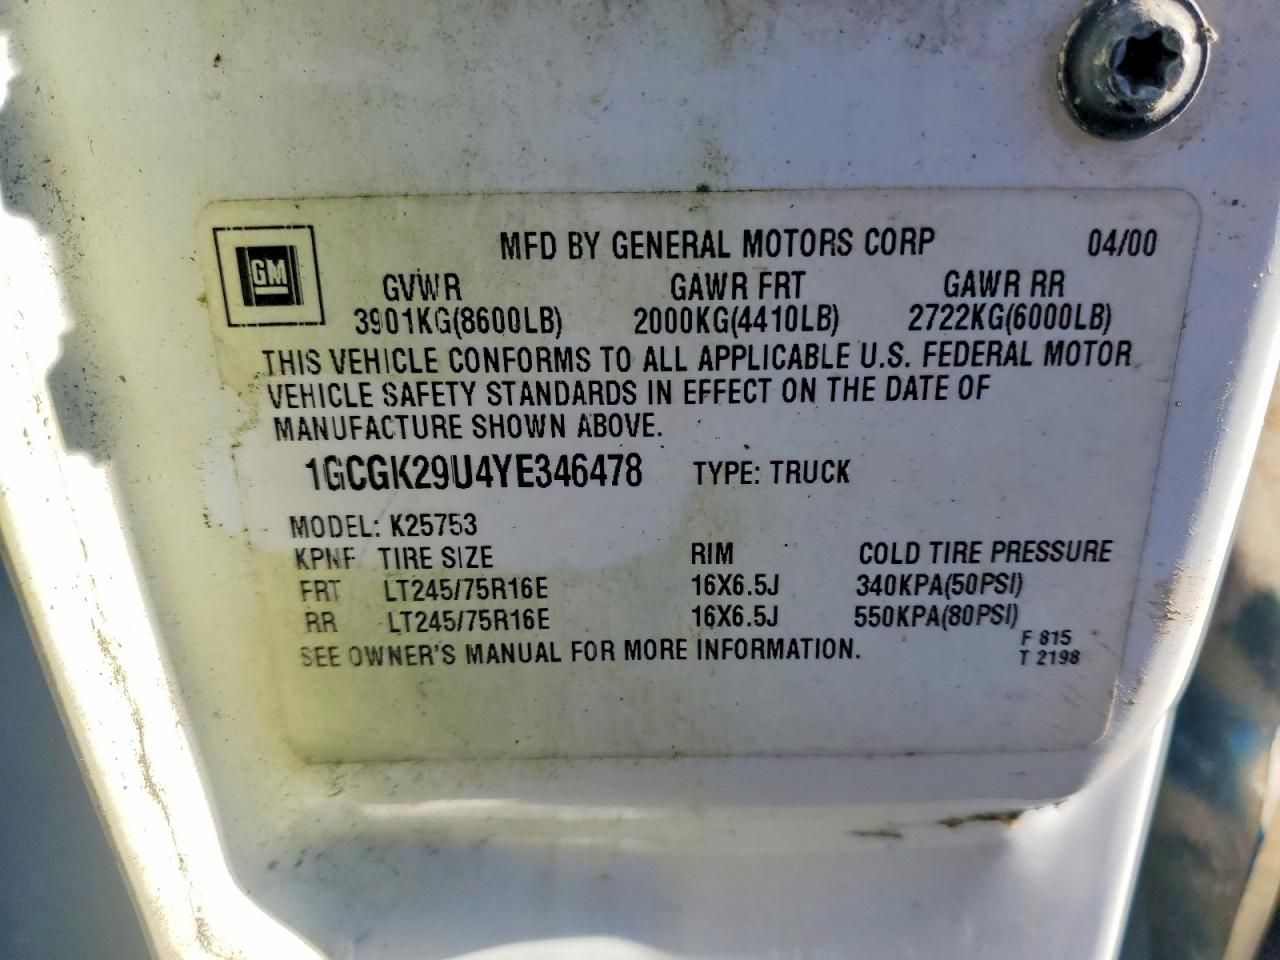 MFD BY GENERAL MOTORS CORP 04/00
GM
GVWR GAWR FRT GAWR RR
3901KG(8600LB) 2000KG(4410LB) 2722KG(6000LB)
THIS VEHICLE CONFORMS TO ALL APPLICABLE U.S. FEDERAL MOTOR
VEHICLE SAFETY STANDARDS IN EFFECT ON THE DATE OF
MANUFACTURE SHOWN ABOVE.
1GCGK29U4YE346478 TYPE: TRUCK
MODEL: K25753
KPNF TIRE SIZE RIM COLD TIRE PRESSURE
FRT LT245/75R16E 16X6.5J 340KPA(50PSI)
RR LT245/75R16E 16X6.5J 550KPA(80PSI)
SEE OWNER'S MANUAL FOR MORE INFORMATION. F 815
T 2198